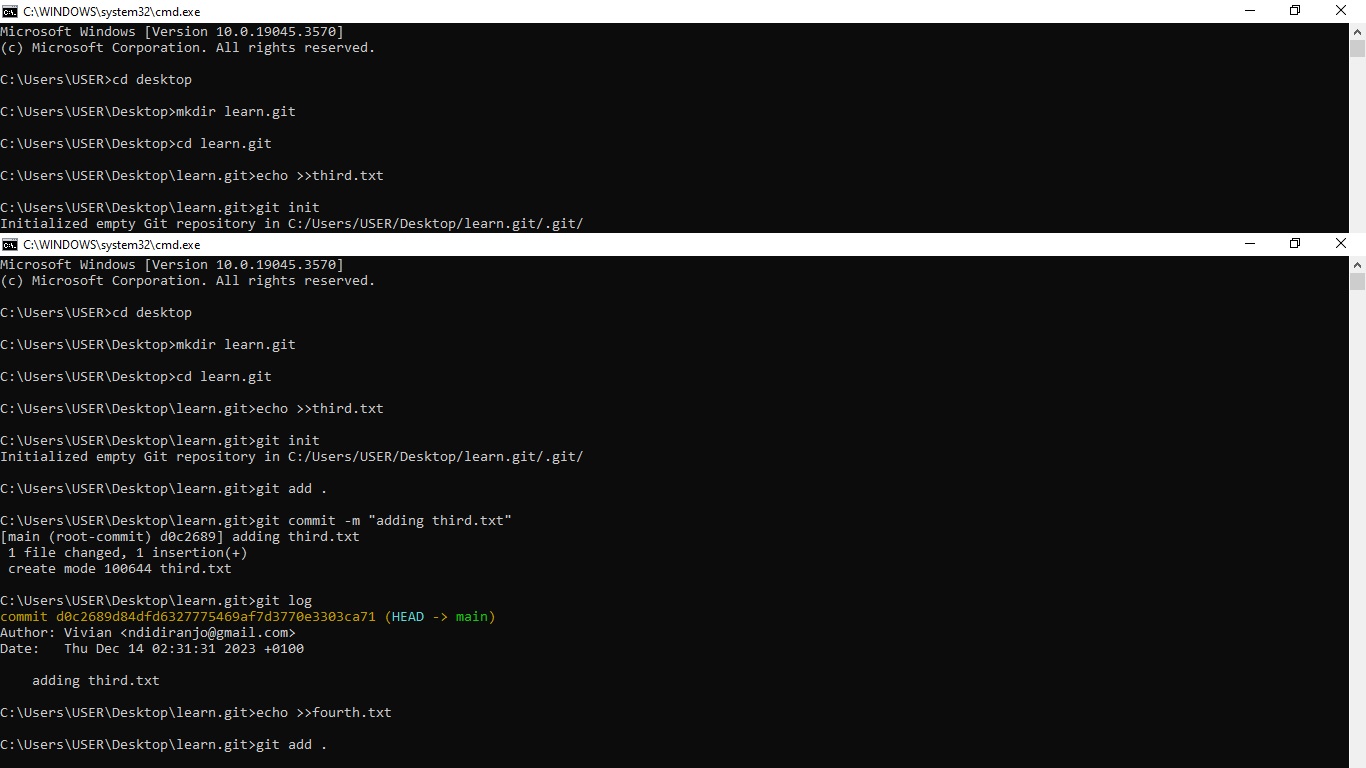 C:\WINDOWS\system32\cmd.exe
Microsoft Windows [Version 10.0.19045.3570]
(c) Microsoft Corporation. All rights reserved.
C:\Users\USER>cd desktop
C:\Users\USER\Desktop>mkdir learn.git
C:\Users\USER\Desktop>cd learn.git
C:\Users\USER\Desktop\learn.git>echo >>third.txt
C:\Users\USER\Desktop\learn.git>git init
Initialized empty Git repository in C:/Users/USER/Desktop/learn.git/.git/
C:\WINDOWS\system32\cmd.exe
Microsoft Windows [Version 10.0.19045.3570]
(c) Microsoft Corporation. All rights reserved.
C:\Users\USER>cd desktop
C:\Users\USER\Desktop>mkdir learn.git
C:\Users\USER\Desktop>cd learn.git
C:\Users\USER\Desktop\learn.git>echo >>third.txt
C:\Users\USER\Desktop\learn.git>git init
Initialized empty Git repository in C:/Users/USER/Desktop/learn.git/.git/
C:\Users\USER\Desktop\learn.git>git add .
C:\Users\USER\Desktop\learn.git>git commit -m "adding third.txt"
[main (root-commit) d0c2689] adding third.txt
 1 file changed, 1 insertion(+)
 create mode 100644 third.txt
C:\Users\USER\Desktop\learn.git>git log
commit d0c2689d84dfd6327775469af7d3770e3303ca71 (HEAD -> main)
Author: Vivian <ndidiranjo@gmail.com>
Date:   Thu Dec 14 02:31:31 2023 +0100
    adding third.txt
C:\Users\USER\Desktop\learn.git>echo >>fourth.txt
C:\Users\USER\Desktop\learn.git>git add .